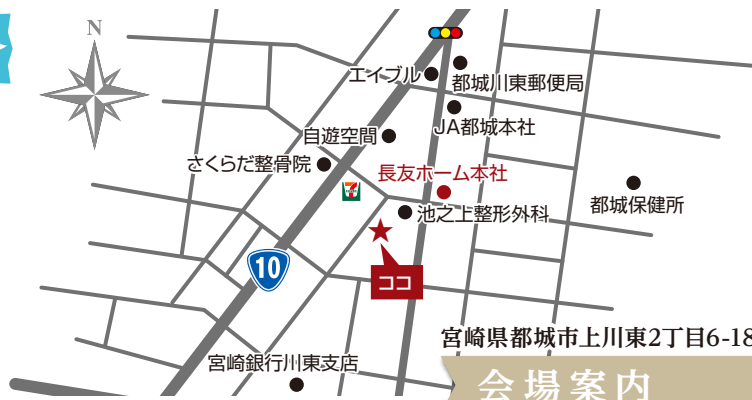 N
エイブル
都城川東郵便局
JA都城本社
自遊空間
さくらだ整骨院
長友ホーム本社
池之上整形外科
都城保健所
ココ
10
宮崎県都城市上川東2丁目6-18
宮崎銀行川東支店
会場案内